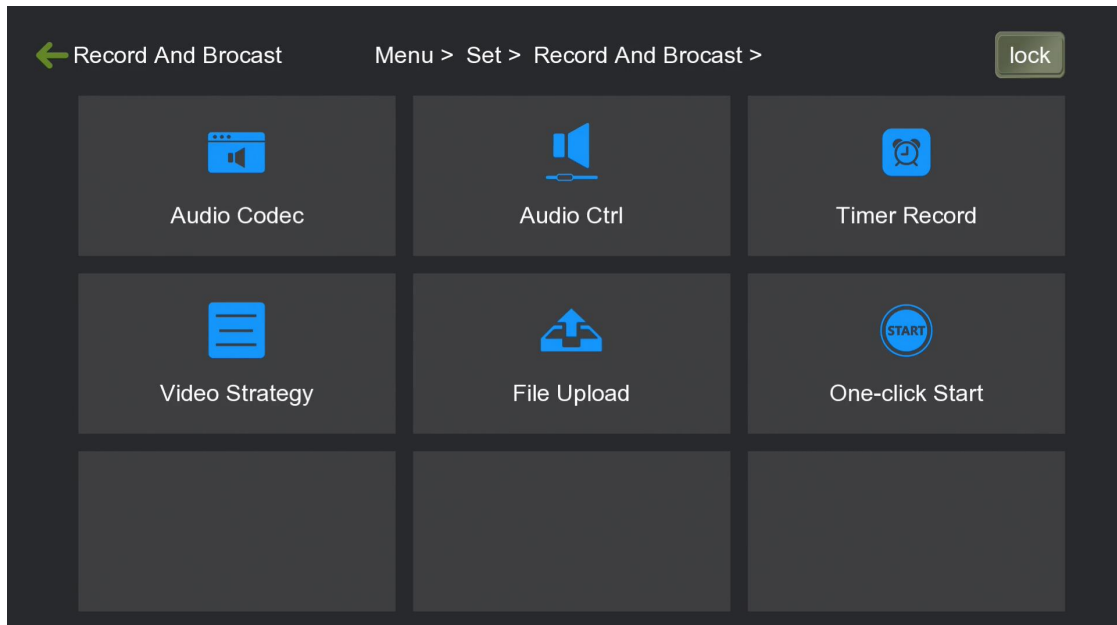 Record And Brocast Menu > Set > Record And Brocast > lock
Audio Codec Audio Ctrl Timer Record
START
Video Strategy File Upload One-click Start